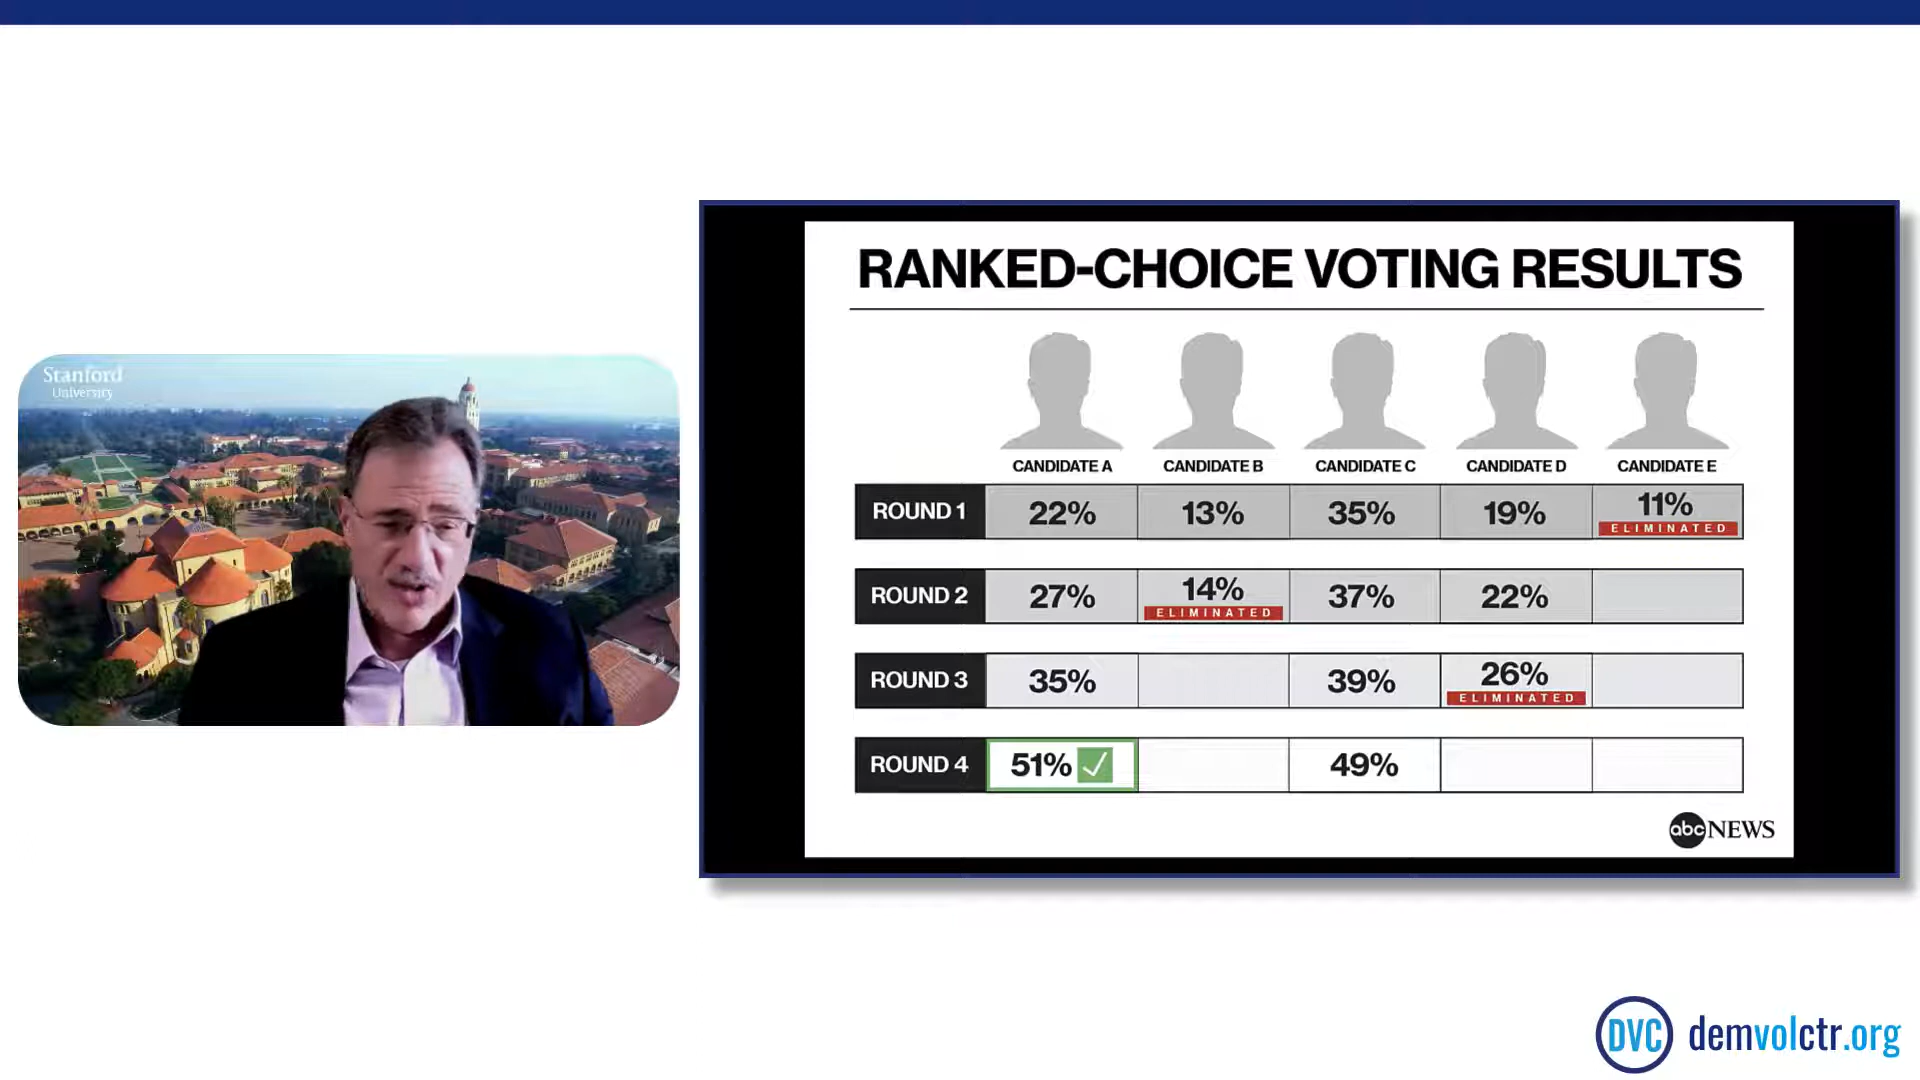 Stanford
University
RANKED-CHOICE VOTING RESULTS
CANDIDATE A CANDIDATE B CANDIDATE C CANDIDATE D CANDIDATE E
ROUND 1 22% 13% 35% 19% 11%
ELIMINATED
ROUND 2 27% 14% 37% 22%
ELIMINATED
ROUND 3 35% 39% 26%
ELIMINATED
ROUND 4 51% 49%
abc NEWS
DVC demvolctr.org